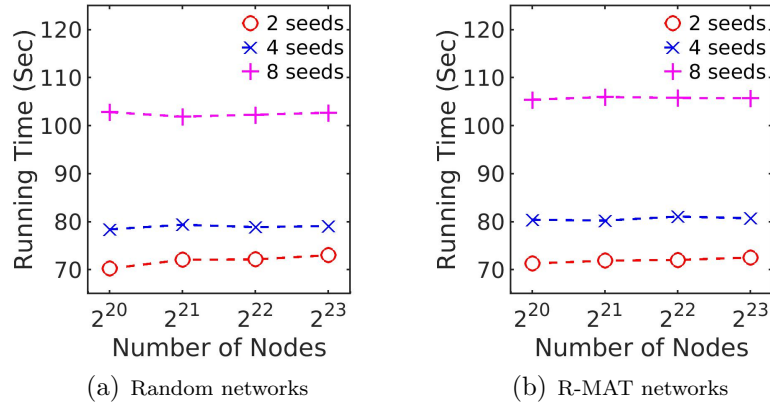 120
110
100
90
80
70
Running Time (Sec)
2 seeds
4 seeds
8 seeds
2^20 2^21 2^22 2^23
Number of Nodes
(a) Random networks
120
110
100
90
80
70
Running Time (Sec)
2 seeds
4 seeds
8 seeds
2^20 2^21 2^22 2^23
Number of Nodes
(b) R-MAT networks